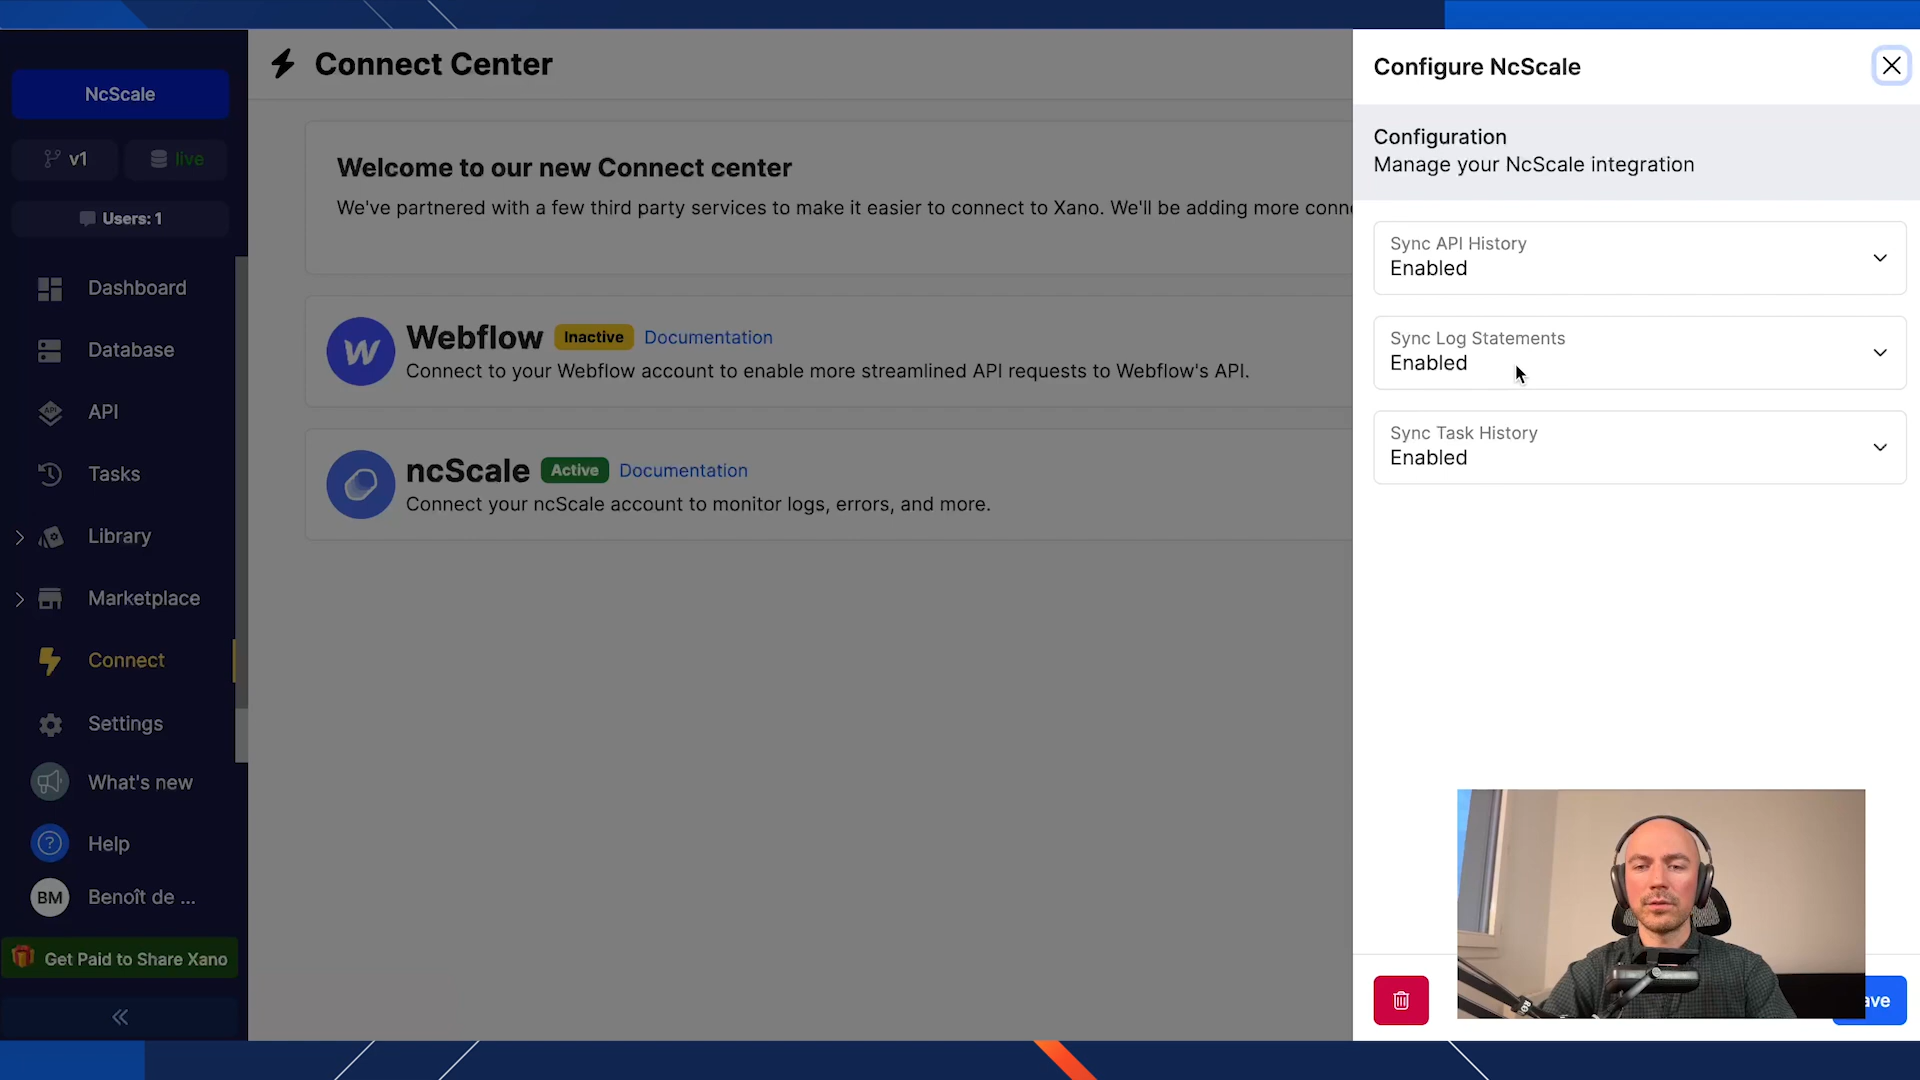 NcScale
v1
live
Users: 1
Dashboard
Database
API
Tasks
Library
Marketplace
Connect
Settings
What's new
Help
BM
Benoît de ...
Get Paid to Share Xano
Connect Center
Welcome to our new Connect center
We've partnered with a few third party services to make it easier to connect to Xano. We'll be adding more conne
Webflow
Inactive
Documentation
Connect to your Webflow account to enable more streamlined API requests to Webflow's API.
ncScale
Active
Documentation
Connect your ncScale account to monitor logs, errors, and more.
Configure NcScale
Configuration
Manage your NcScale integration
Sync API History
Enabled
Sync Log Statements
Enabled
Sync Task History
Enabled
ave